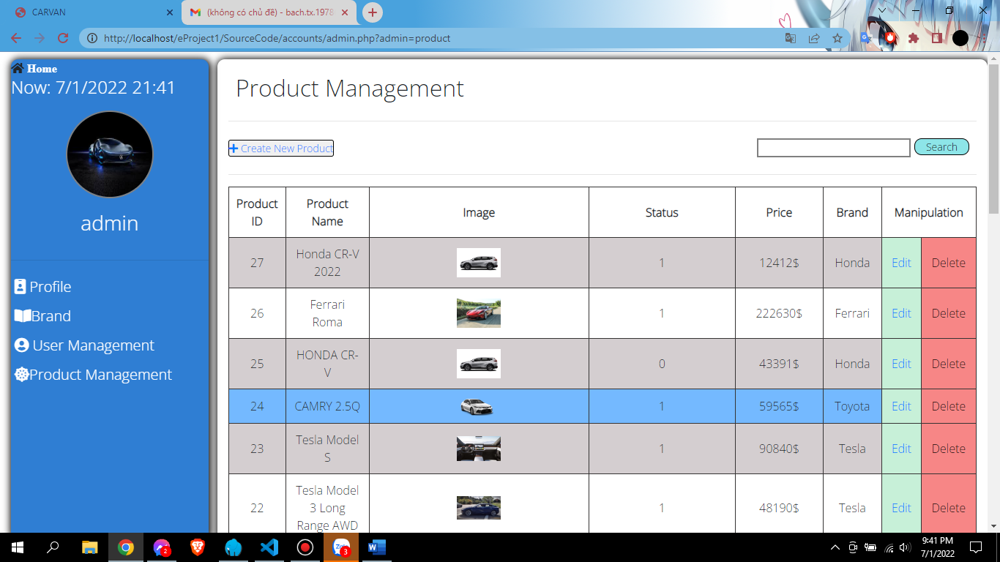 CARVAN
(không có chủ đề) - bach.tx.1978
http://localhost/eProject1/SourceCode/accounts/admin.php?admin=product
Home
Now: 7/1/2022 21:41
admin
Profile
Brand
User Management
Product Management
Product Management
Create New Product
Search
Product ID Product Name Image Status Price Brand Manipulation
27 Honda CR-V 2022 1 12412$ Honda Edit Delete
26 Ferrari Roma 1 222630$ Ferrari Edit Delete
25 HONDA CR-V 0 43391$ Honda Edit Delete
24 CAMRY 2.5Q 1 59565$ Toyota Edit Delete
23 Tesla Model S 1 90840$ Tesla Edit Delete
22 Tesla Model 3 Long Range AWD 1 48190$ Tesla Edit Delete
2
3
9:41 PM
7/1/2022